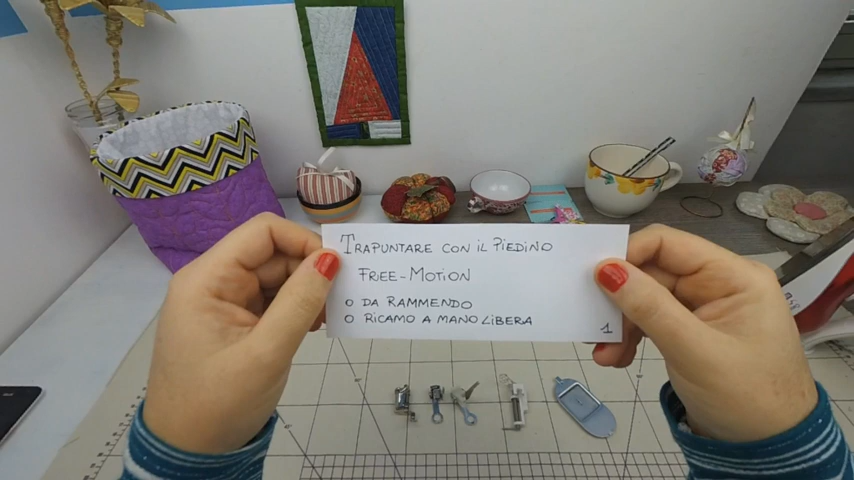 TRAPUNTARE CON IL PIEDINO
FREE-MOTION
O DA RAMMENDO
O RICAMO A MANO LIBERA
1